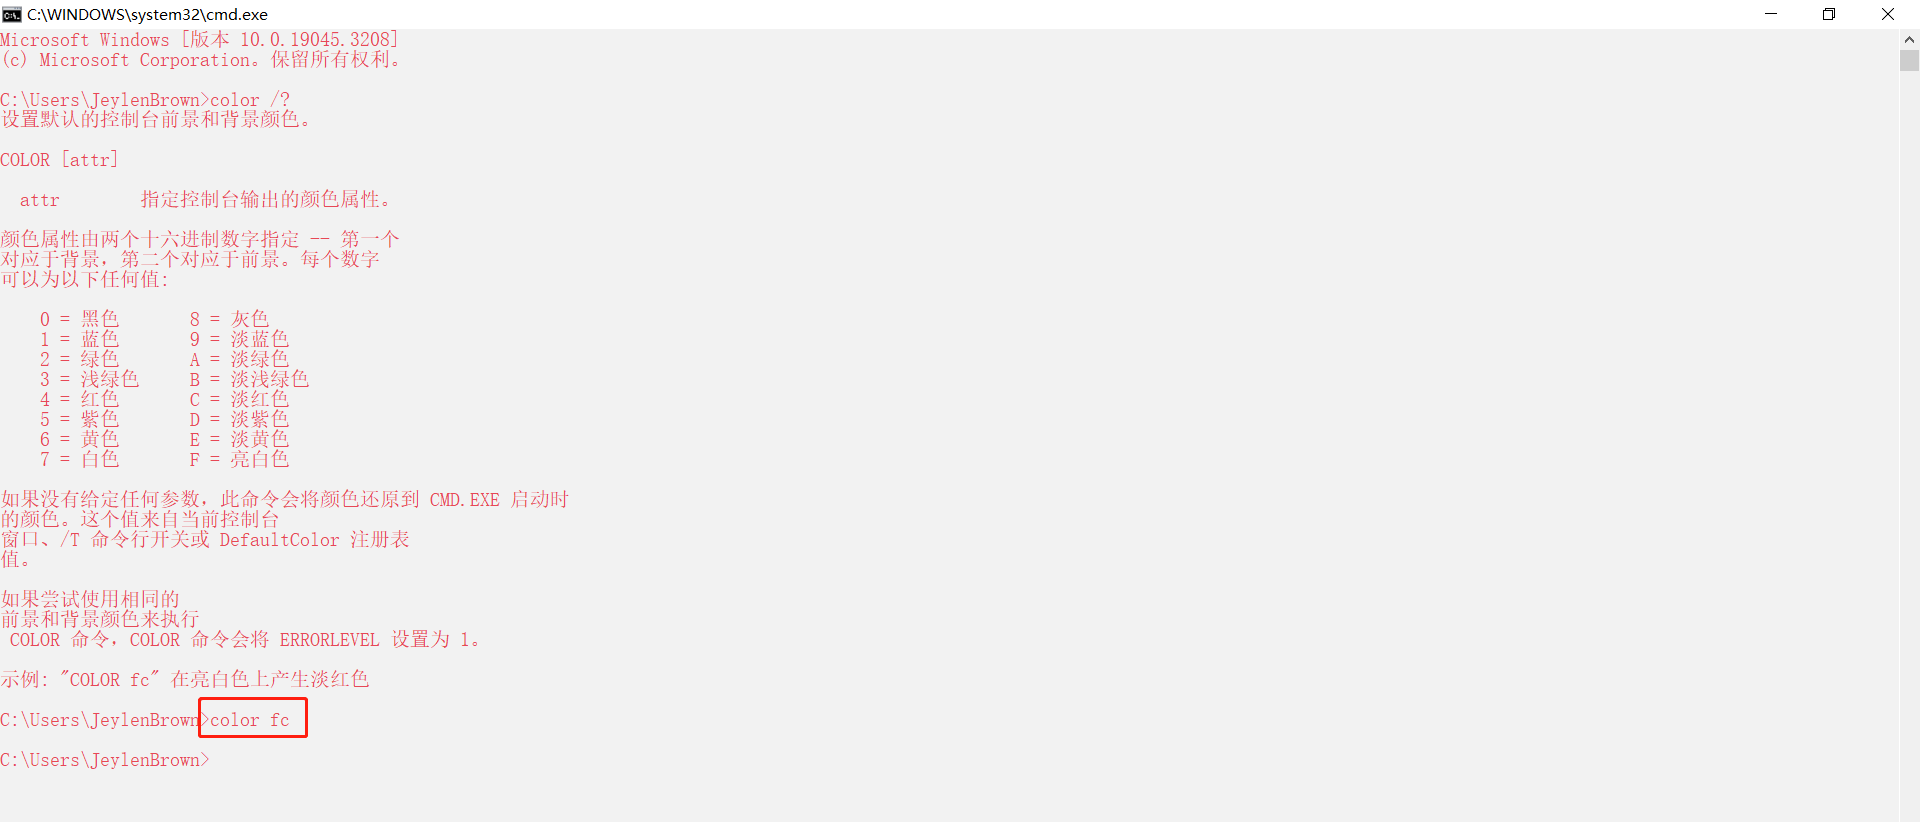 C:\WINDOWS\system32\cmd.exe
Microsoft Windows [版本 10.0.19045.3208]
(c) Microsoft Corporation。保留所有权利。
C:\Users\JeylenBrown>color /?
设置默认的控制台前景和背景颜色。
COLOR [attr]
  attr        指定控制台输出的颜色属性。
颜色属性由两个十六进制数字指定 -- 第一个
对应于背景，第二个对应于前景。每个数字
可以为以下任何值:
    0 = 黑色       8 = 灰色
    1 = 蓝色       9 = 淡蓝色
    2 = 绿色       A = 淡绿色
    3 = 浅绿色     B = 淡浅绿色
    4 = 红色       C = 淡红色
    5 = 紫色       D = 淡紫色
    6 = 黄色       E = 淡黄色
    7 = 白色       F = 亮白色
如果没有给定任何参数，此命令会将颜色还原到 CMD.EXE 启动时
的颜色。这个值来自当前控制台
窗口、/T 命令行开关或 DefaultColor 注册表
值。
如果尝试使用相同的
前景和背景颜色来执行
 COLOR 命令，COLOR 命令会将 ERRORLEVEL 设置为 1。
示例: "COLOR fc" 在亮白色上产生淡红色
C:\Users\JeylenBrown>color fc
C:\Users\JeylenBrown>